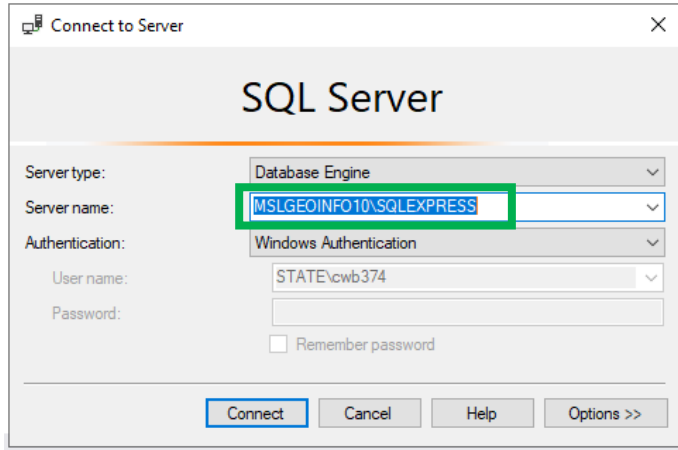 Connect to Server
SQL Server
Server type: Database Engine
Server name: MSLGEOINFO10\SQLEXPRESS
Authentication: Windows Authentication
User name: STATE\cwb374
Password:
Remember password
Connect Cancel Help Options >>